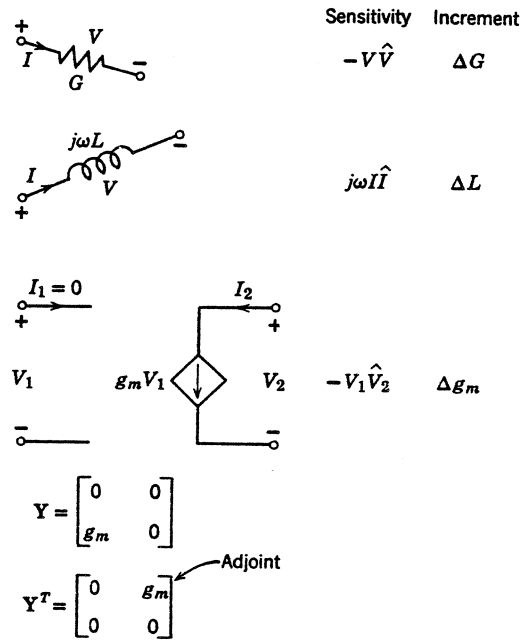 Sensitivity Increment
+ V
I − −VV̂ ΔG
G
jωL
−
I jωIÎ ΔL
V
+
I₁ = 0 I₂
+ +
V₁ gₘV₁ V₂ −V₁V̂₂ Δgₘ
− −
0 0
Y =
gₘ 0
Adjoint
0 gₘ
Yᵀ =
0 0